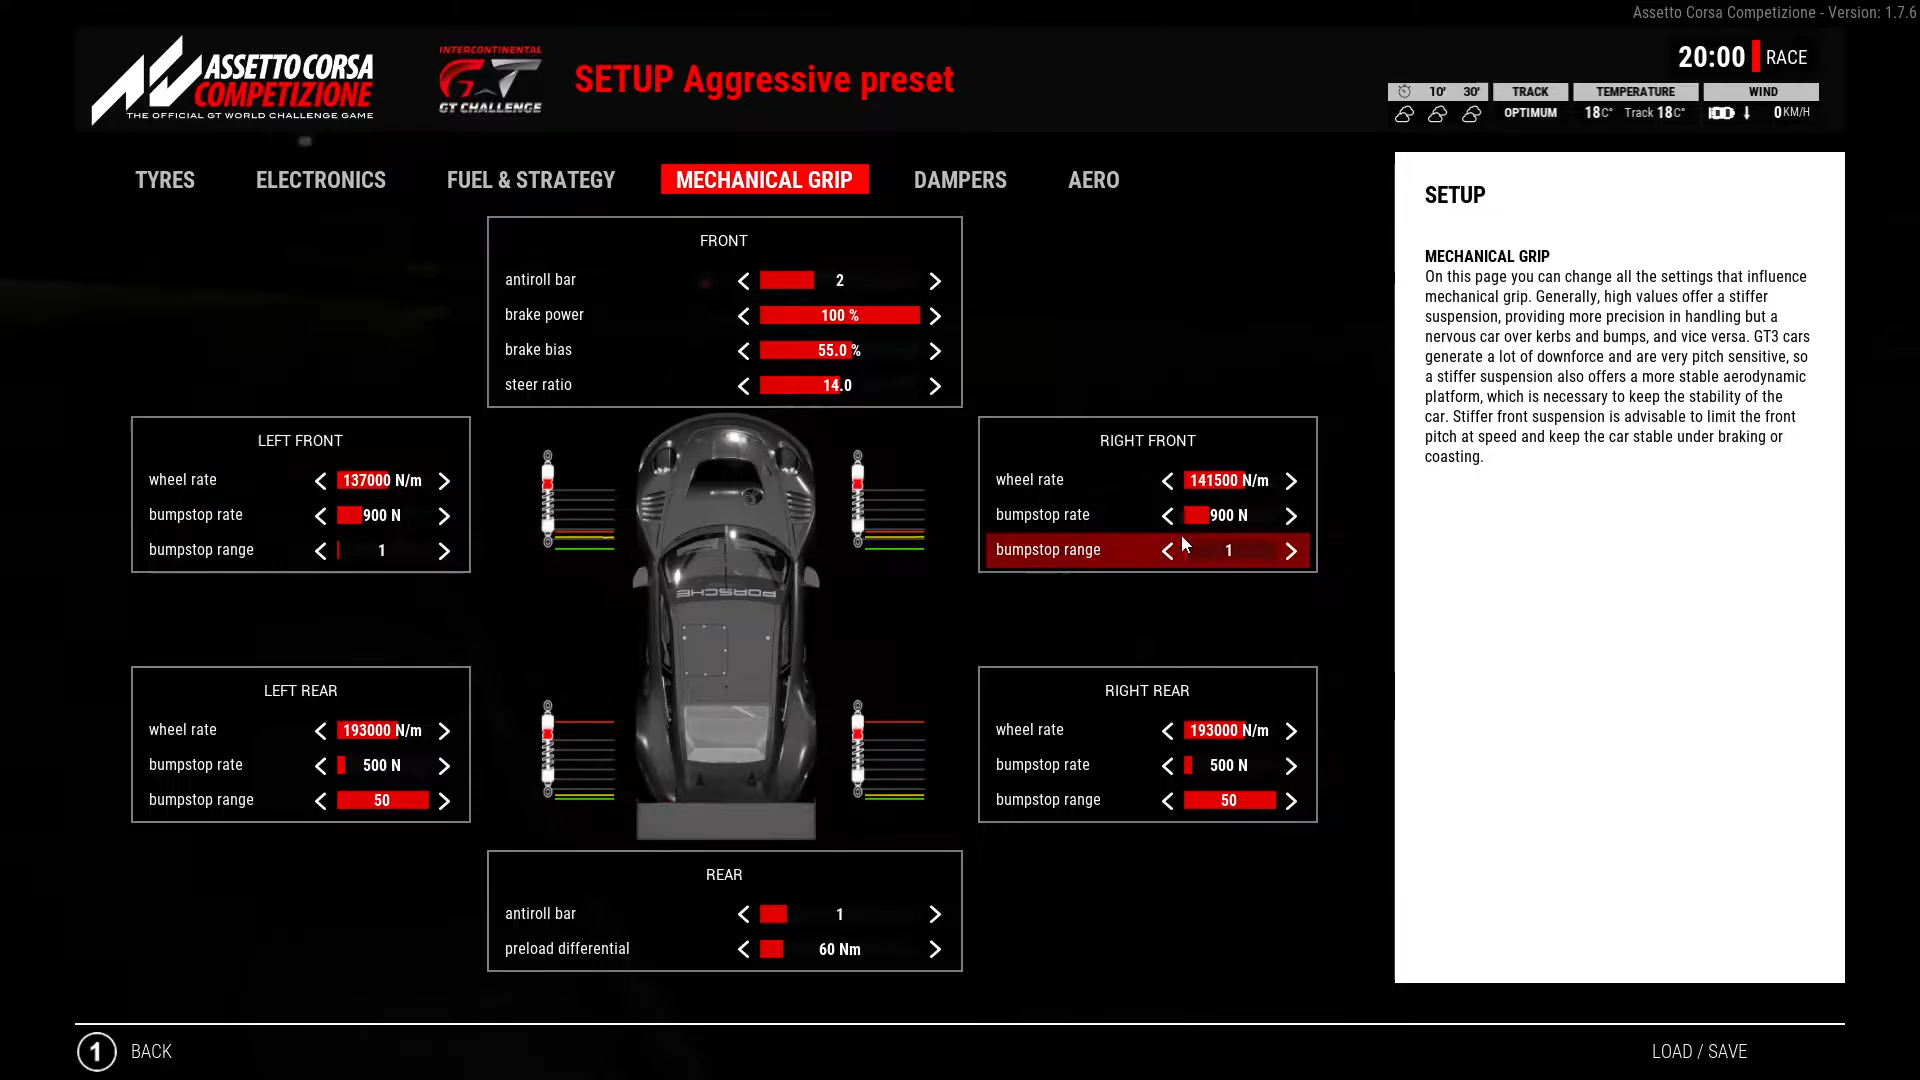 Assetto Corsa Competizione - Version: 1.7.6
ASSETTO CORSA
COMPETIZIONE
THE OFFICIAL GT WORLD CHALLENGE GAME
INTERCONTINENTAL
GT
GT CHALLENGE
SETUP Aggressive preset
20:00 RACE
10' 30' TRACK TEMPERATURE WIND
OPTIMUM 18C° Track 18C° 0KM/H
TYRES ELECTRONICS FUEL & STRATEGY MECHANICAL GRIP DAMPERS AERO
FRONT
antiroll bar 2
brake power 100 %
brake bias 55.0 %
steer ratio 14.0
LEFT FRONT
wheel rate 137000 N/m
bumpstop rate 900 N
bumpstop range 1
RIGHT FRONT
wheel rate 141500 N/m
bumpstop rate 900 N
bumpstop range 1
PORSCHE
LEFT REAR
wheel rate 193000 N/m
bumpstop rate 500 N
bumpstop range 50
RIGHT REAR
wheel rate 193000 N/m
bumpstop rate 500 N
bumpstop range 50
REAR
antiroll bar 1
preload differential 60 Nm
SETUP
MECHANICAL GRIP
On this page you can change all the settings that influence
mechanical grip. Generally, high values offer a stiffer
suspension, providing more precision in handling but a
nervous car over kerbs and bumps, and vice versa. GT3 cars
generate a lot of downforce and are very pitch sensitive, so
a stiffer suspension also offers a more stable aerodynamic
platform, which is necessary to keep the stability of the
car. Stiffer front suspension is advisable to limit the front
pitch at speed and keep the car stable under braking or
coasting.
1 BACK
LOAD / SAVE